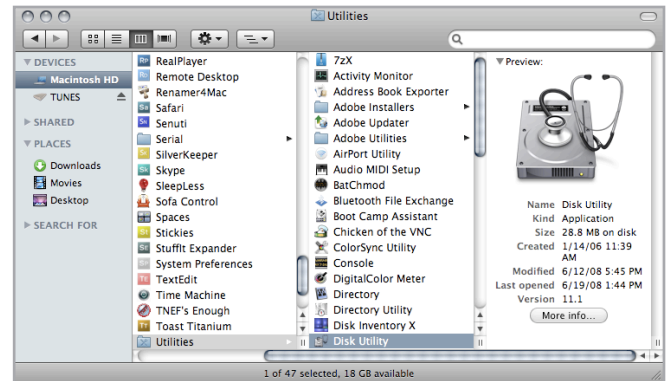 Utilities
DEVICES
Macintosh HD
TUNES
SHARED
PLACES
Downloads
Movies
Desktop
SEARCH FOR
RealPlayer
Remote Desktop
Renamer4Mac
Safari
Senuti
Serial
SilverKeeper
Skype
SleepLess
Sofa Control
Spaces
Stickies
StuffIt Expander
System Preferences
TextEdit
Time Machine
TNEF's Enough
Toast Titanium
Utilities
7zX
Activity Monitor
Address Book Exporter
Adobe Installers
Adobe Updater
Adobe Utilities
AirPort Utility
Audio MIDI Setup
BatChmod
Bluetooth File Exchange
Boot Camp Assistant
Chicken of the VNC
ColorSync Utility
Console
DigitalColor Meter
Directory
Directory Utility
Disk Inventory X
Disk Utility
Preview:
Name Disk Utility
Kind Application
Size 28.8 MB on disk
Created 1/14/06 11:39
AM
Modified 6/12/08 5:45 PM
Last opened 6/19/08 1:44 PM
Version 11.1
More info...
1 of 47 selected, 18 GB available